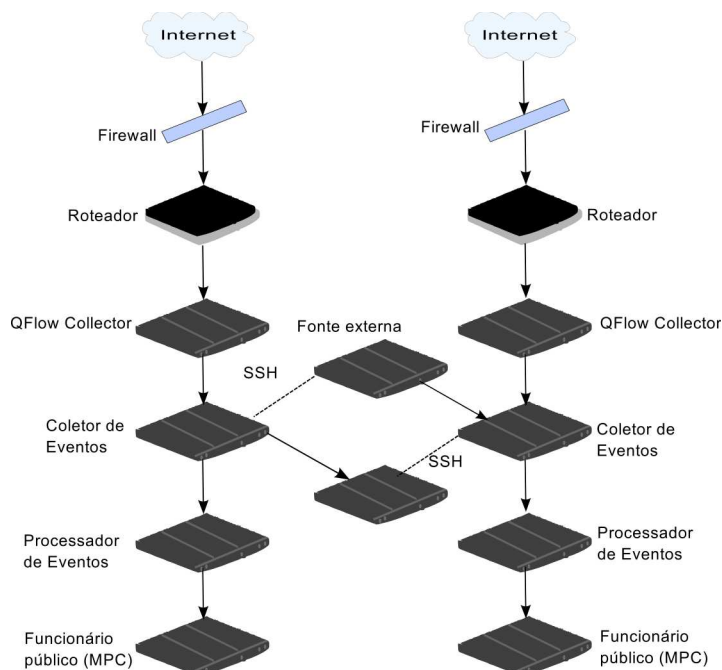 Internet
Internet
Firewall
Firewall
Roteador
Roteador
QFlow Collector
Fonte externa
QFlow Collector
SSH
Coletor de
Eventos
Coletor de
Eventos
SSH
Processador
de Eventos
Processador
de Eventos
Funcionário
público (MPC)
Funcionário
público (MPC)